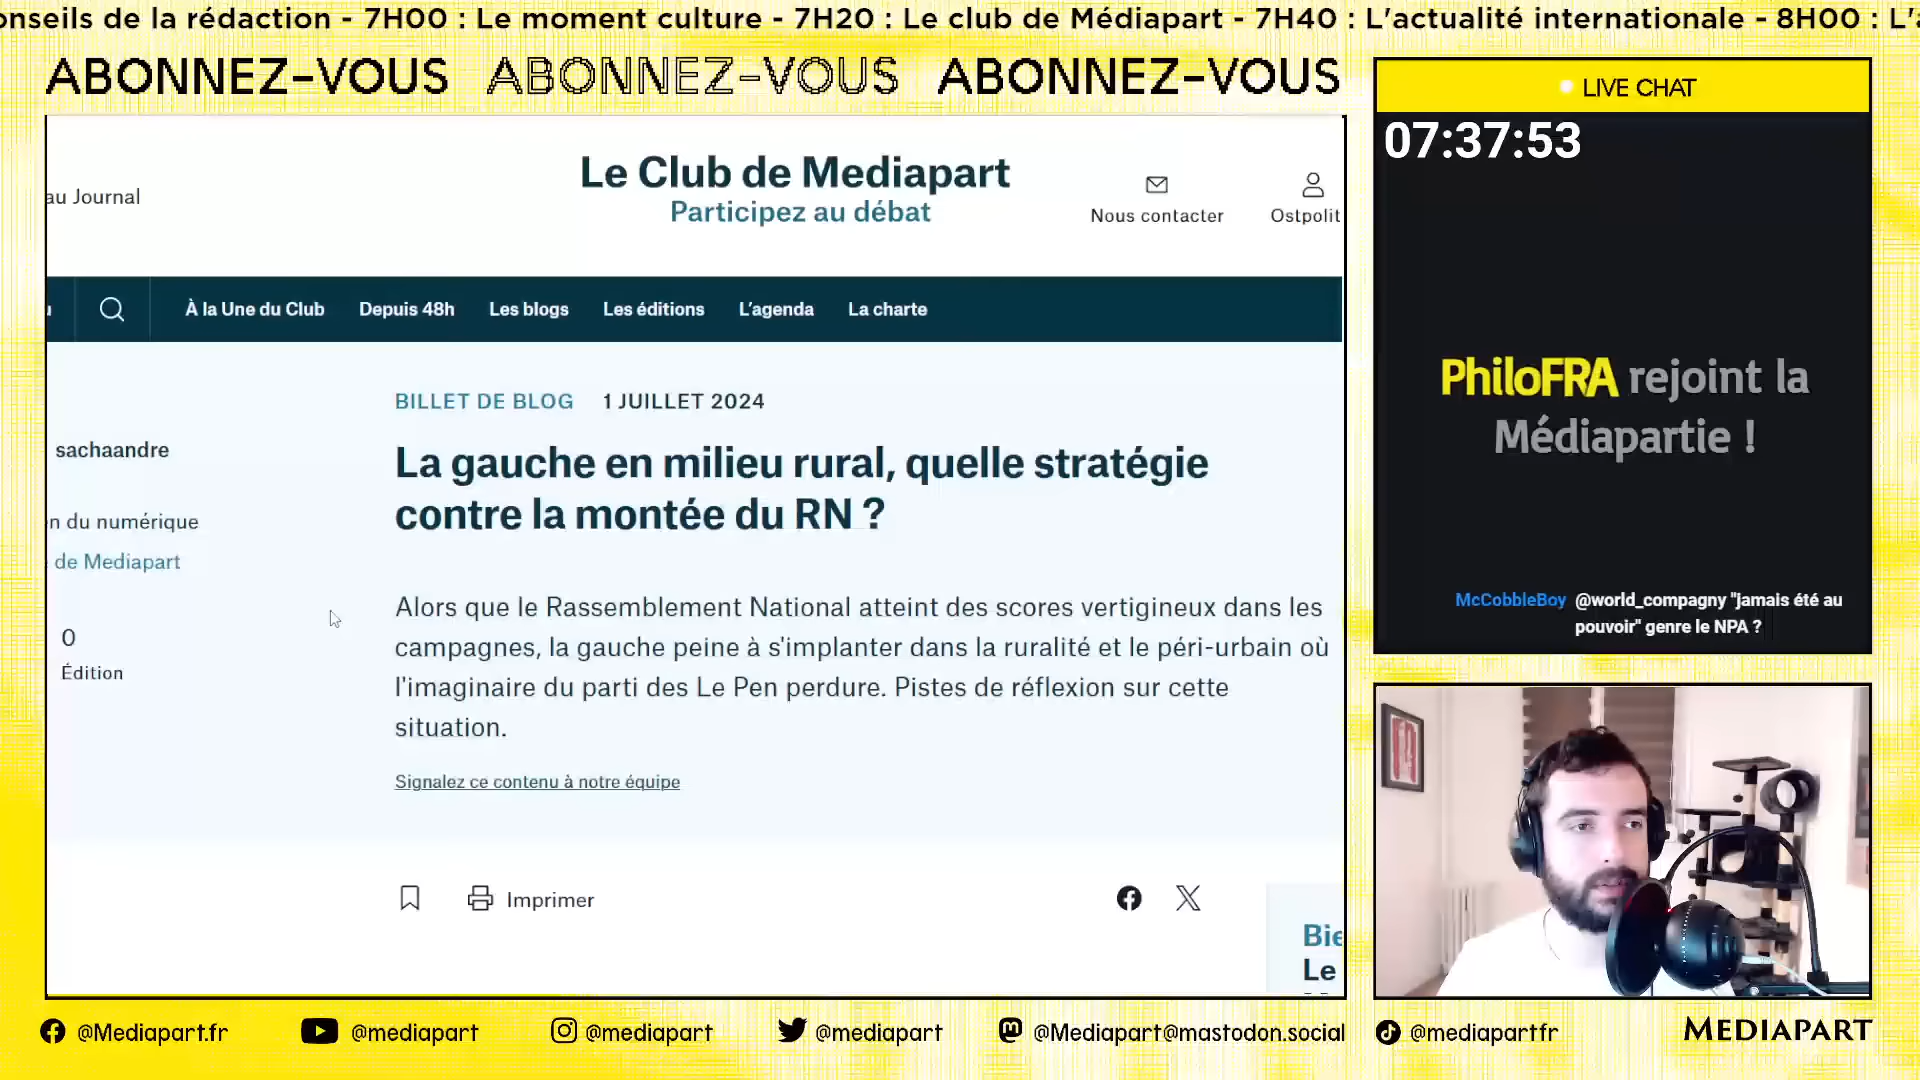 onseils de la rédaction - 7H00 : Le moment culture - 7H20 : Le club de Médiapart - 7H40 : L'actualité internationale - 8H00 : L'a
ABONNEZ-VOUS ABONNEZ-VOUS ABONNEZ-VOUS
au Journal
Le Club de Mediapart
Participez au débat
Nous contacter
Ostpolit
À la Une du Club
Depuis 48h
Les blogs
Les éditions
L'agenda
La charte
BILLET DE BLOG 1 JUILLET 2024
sachaandre
La gauche en milieu rural, quelle stratégie
contre la montée du RN ?
n du numérique
de Mediapart
0
Édition
Alors que le Rassemblement National atteint des scores vertigineux dans les
campagnes, la gauche peine à s'implanter dans la ruralité et le péri-urbain où
l'imaginaire du parti des Le Pen perdure. Pistes de réflexion sur cette
situation.
Signalez ce contenu à notre équipe
Imprimer
Bie
Le
LIVE CHAT
07:37:53
PhiloFRA rejoint la
Médiapartie !
McCobbleBoy @world_compagny "jamais été au
pouvoir" genre le NPA ?
@Mediapart.fr
@mediapart
@mediapart
@mediapart
@Mediapart@mastodon.social
@mediapartfr
MEDIAPART